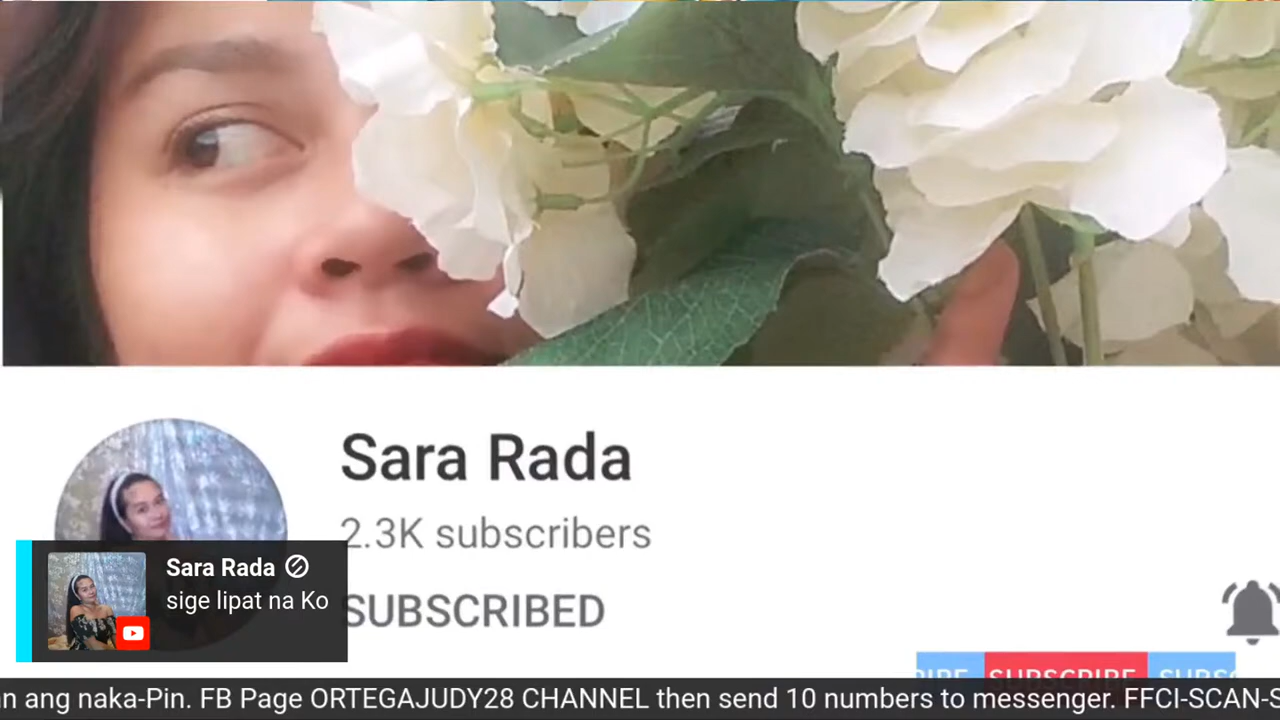 Sara Rada
2.3K subscribers
SUBSCRIBED
Sara Rada
sige lipat na Ko
SUBSCRIBE
ang naka-Pin. FB Page ORTEGAJUDY28 CHANNEL then send 10 numbers to messenger. FFCI-SCAN-S